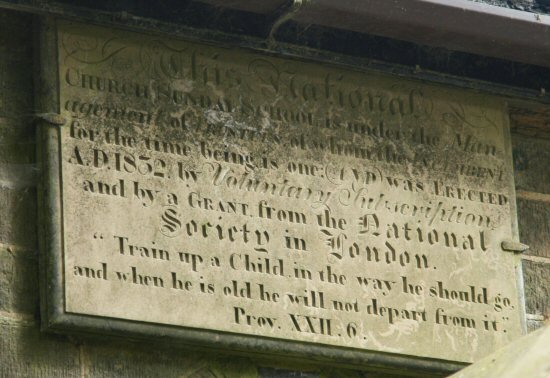 This National
CHURCH SUNDAY SCHOOL is under the Man-
agement of TRUSTEES of whom the INCUMBENT
for the time being is one: (AND) was ERECTED
A.D. 1832, by Voluntary Subscriptions
and by a GRANT from the National
Society in London.
"Train up a Child in the way he should go.
and when he is old he will not depart from it".
Prov. XXII. 6.